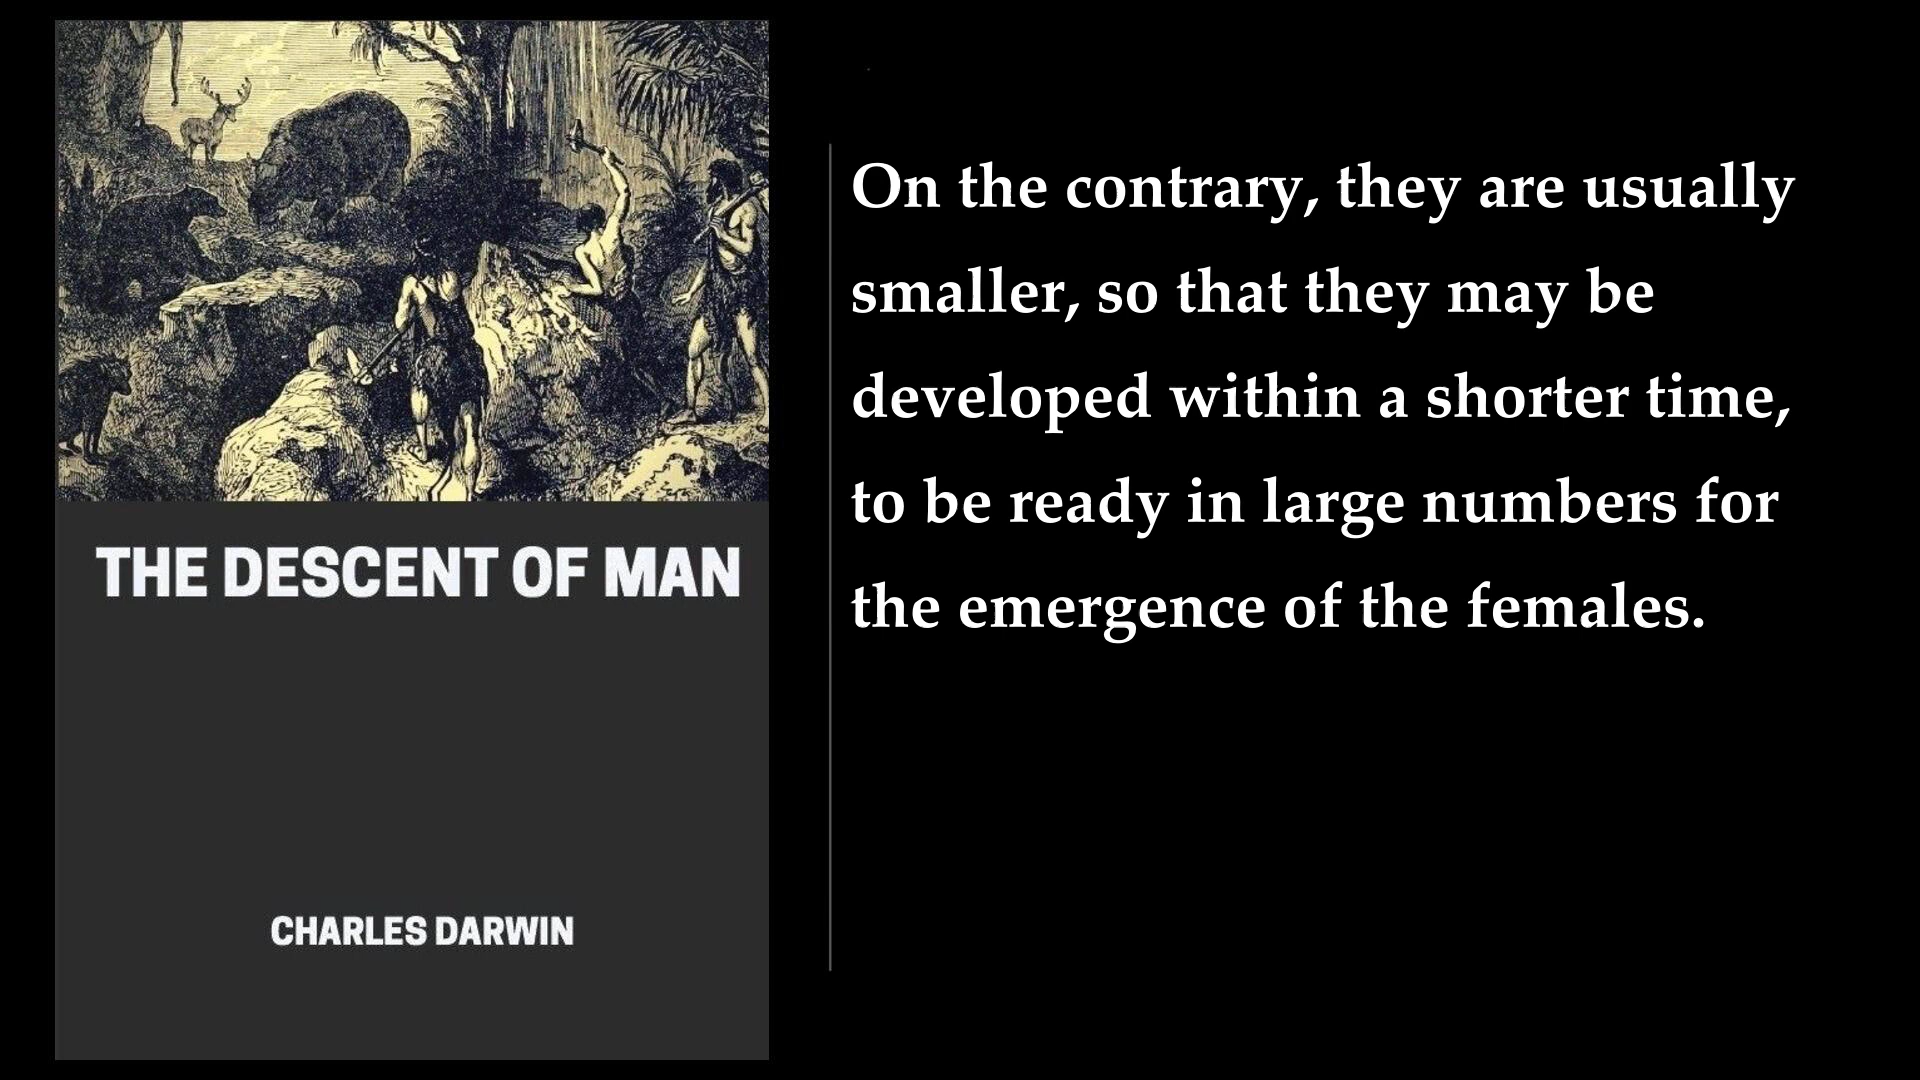 THE DESCENT OF MAN
CHARLES DARWIN
On the contrary, they are usually
smaller, so that they may be
developed within a shorter time,
to be ready in large numbers for
the emergence of the females.